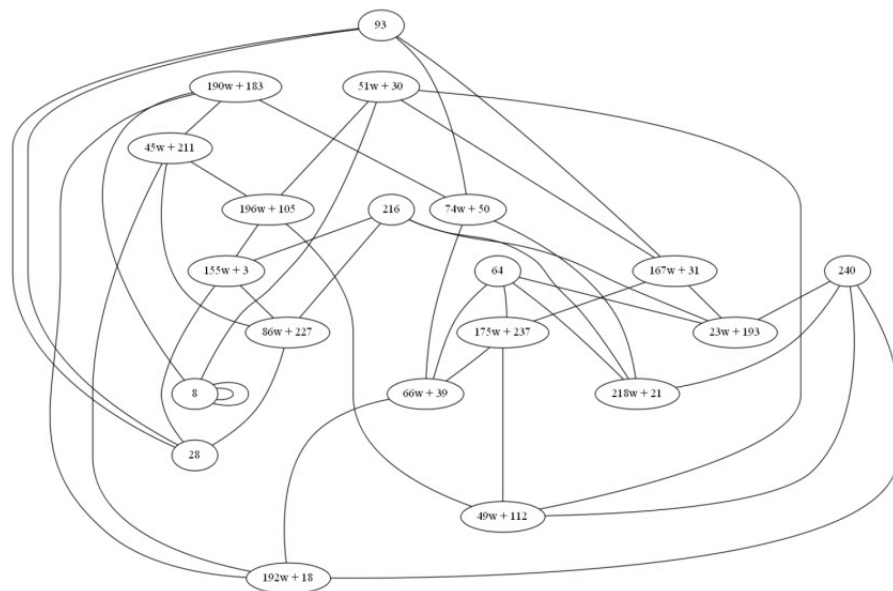 93
190w + 183
51w + 30
45w + 211
196w + 105
216
74w + 50
155w + 3
64
167w + 31
240
86w + 227
175w + 237
23w + 193
8
66w + 39
218w + 21
28
49w + 112
192w + 18